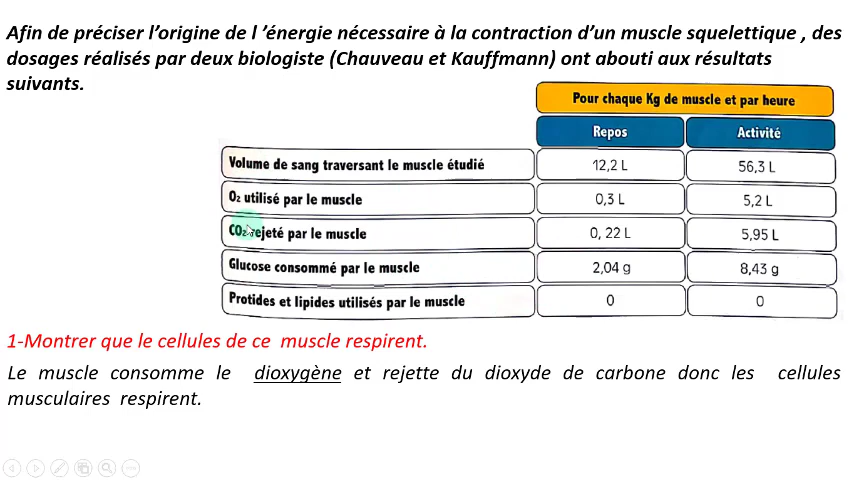 Afin de préciser l’origine de l ’énergie nécessaire à la contraction d’un muscle squelettique , des
dosages réalisés par deux biologiste (Chauveau et Kauffmann) ont abouti aux résultats
suivants.
Pour chaque Kg de muscle et par heure
Repos Activité
Volume de sang traversant le muscle étudié 12,2 L 56,3 L
O₂ utilisé par le muscle 0,3 L 5,2 L
CO₂ rejeté par le muscle 0, 22 L 5,95 L
Glucose consommé par le muscle 2,04 g 8,43 g
Protides et lipides utilisés par le muscle 0 0
1-Montrer que le cellules de ce muscle respirent.
Le muscle consomme le dioxygène et rejette du dioxyde de carbone donc les cellules
musculaires respirent.